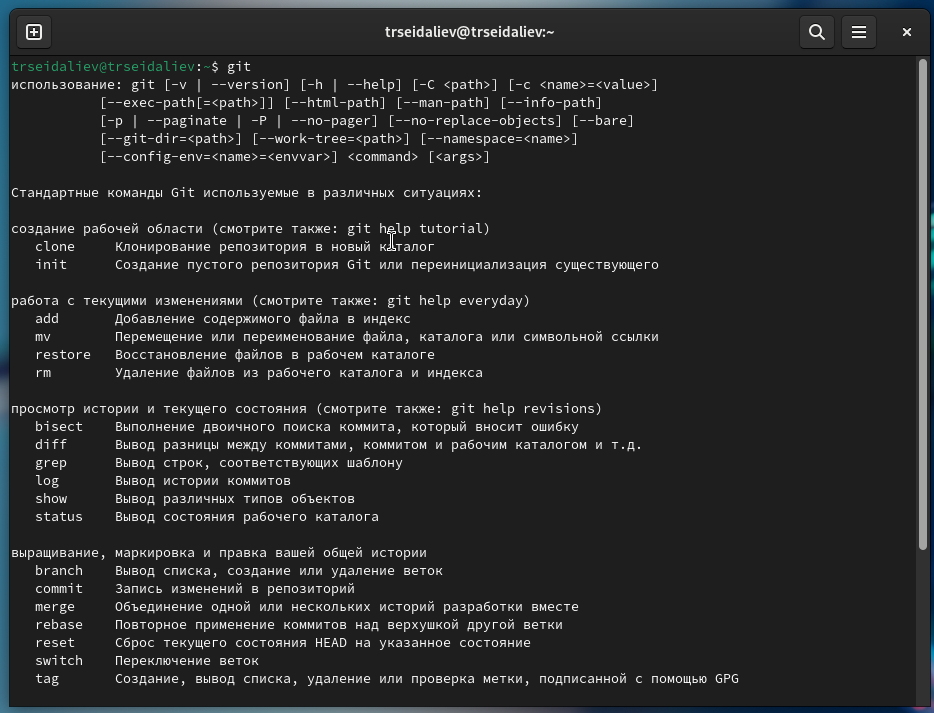 trseidaliev@trseidaliev:~
trseidaliev@trseidaliev:~$ git
использование: git [-v | --version] [-h | --help] [-C <path>] [-c <name>=<value>]
           [--exec-path[=<path>]] [--html-path] [--man-path] [--info-path]
           [-p | --paginate | -P | --no-pager] [--no-replace-objects] [--bare]
           [--git-dir=<path>] [--work-tree=<path>] [--namespace=<name>]
           [--config-env=<name>=<envvar>] <command> [<args>]
Стандартные команды Git используемые в различных ситуациях:
создание рабочей области (смотрите также: git help tutorial)
   clone     Клонирование репозитория в новый каталог
   init      Создание пустого репозитория Git или переинициализация существующего
работа с текущими изменениями (смотрите также: git help everyday)
   add       Добавление содержимого файла в индекс
   mv        Перемещение или переименование файла, каталога или символьной ссылки
   restore   Восстановление файлов в рабочем каталоге
   rm        Удаление файлов из рабочего каталога и индекса
просмотр истории и текущего состояния (смотрите также: git help revisions)
   bisect    Выполнение двоичного поиска коммита, который вносит ошибку
   diff      Вывод разницы между коммитами, коммитом и рабочим каталогом и т.д.
   grep      Вывод строк, соответствующих шаблону
   log       Вывод истории коммитов
   show      Вывод различных типов объектов
   status    Вывод состояния рабочего каталога
выращивание, маркировка и правка вашей общей истории
   branch    Вывод списка, создание или удаление веток
   commit    Запись изменений в репозиторий
   merge     Объединение одной или нескольких историй разработки вместе
   rebase    Повторное применение коммитов над верхушкой другой ветки
   reset     Сброс текущего состояния HEAD на указанное состояние
   switch    Переключение веток
   tag       Создание, вывод списка, удаление или проверка метки, подписанной с помощью GPG